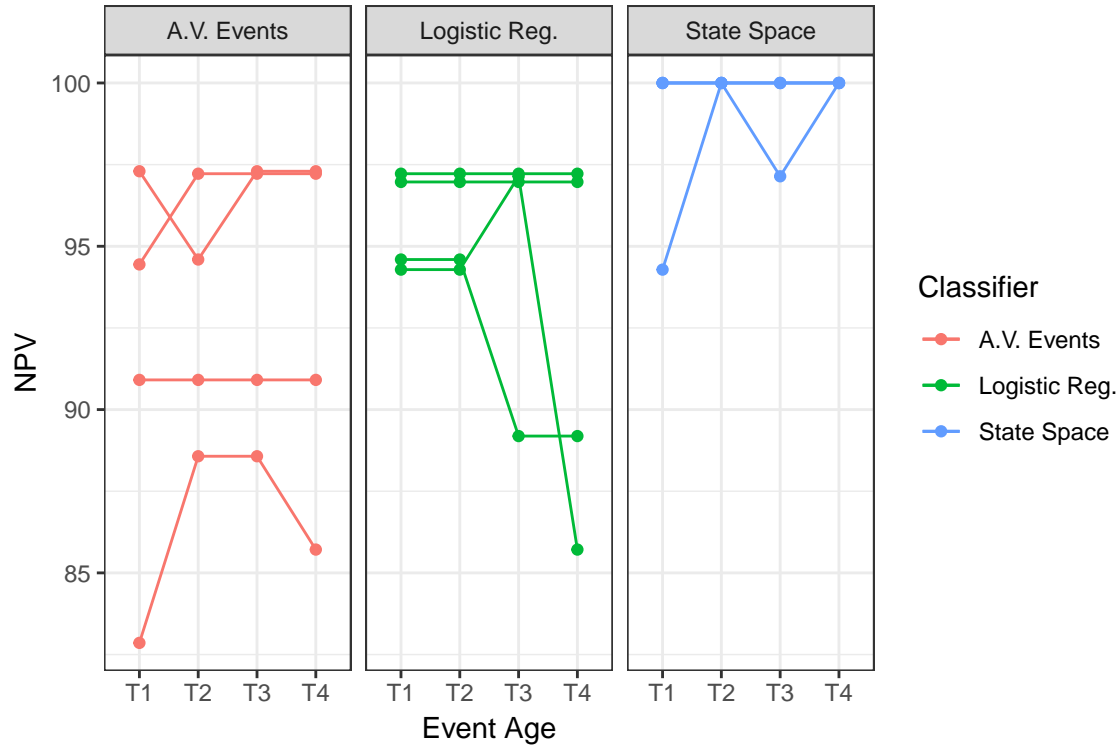 A.V. Events
Logistic Reg.
State Space
100
95
90
85
NPV
T1 T2 T3 T4
T1 T2 T3 T4
T1 T2 T3 T4
Event Age
Classifier
A.V. Events
Logistic Reg.
State Space